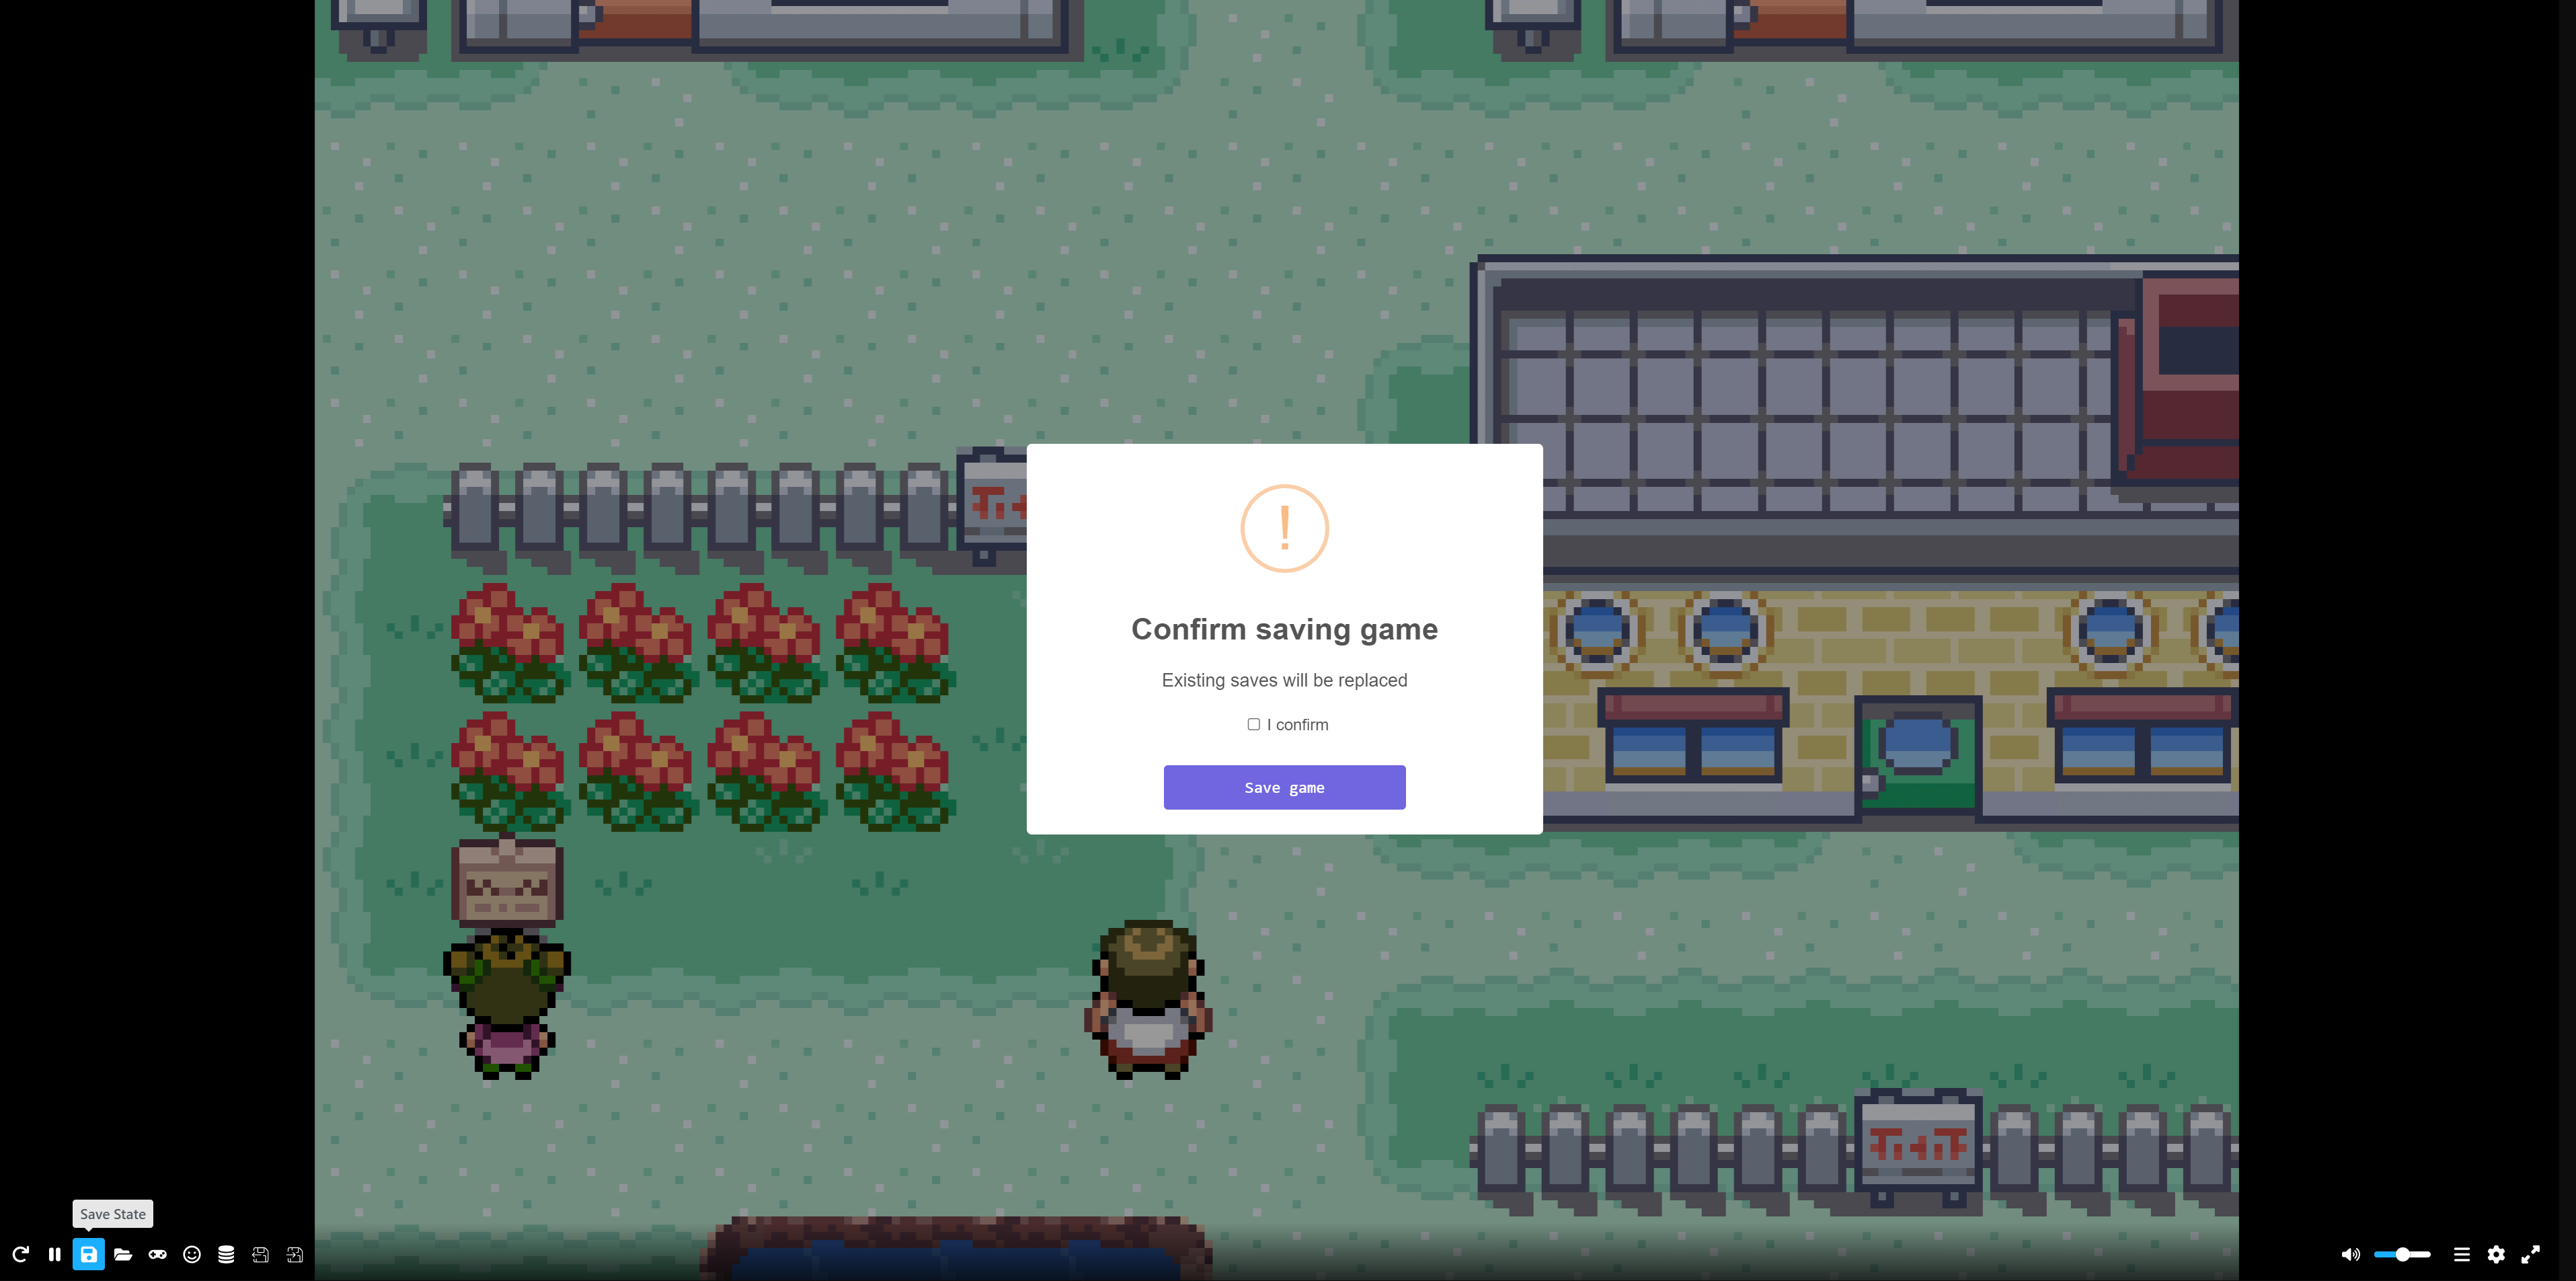 Confirm saving game
Existing saves will be replaced
I confirm
Save game
Save State